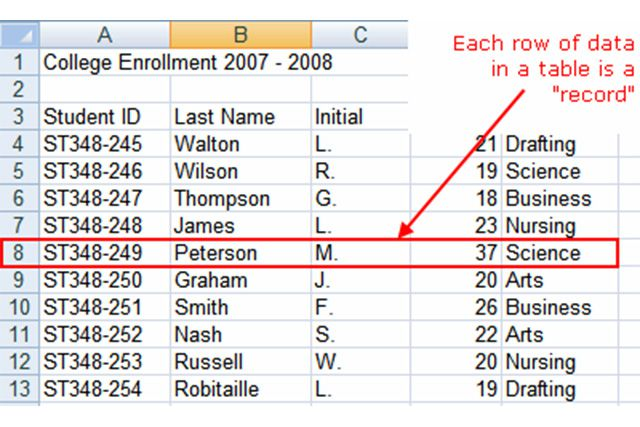 Each row of data
in a table is a
"record"
A B C
1 College Enrollment 2007 - 2008
2
3 Student ID Last Name Initial
4 ST348-245 Walton L. 21 Drafting
5 ST348-246 Wilson R. 19 Science
6 ST348-247 Thompson G. 18 Business
7 ST348-248 James L. 23 Nursing
8 ST348-249 Peterson M. 37 Science
9 ST348-250 Graham J. 20 Arts
10 ST348-251 Smith F. 26 Business
11 ST348-252 Nash S. 22 Arts
12 ST348-253 Russell W. 20 Nursing
13 ST348-254 Robitaille L. 19 Drafting